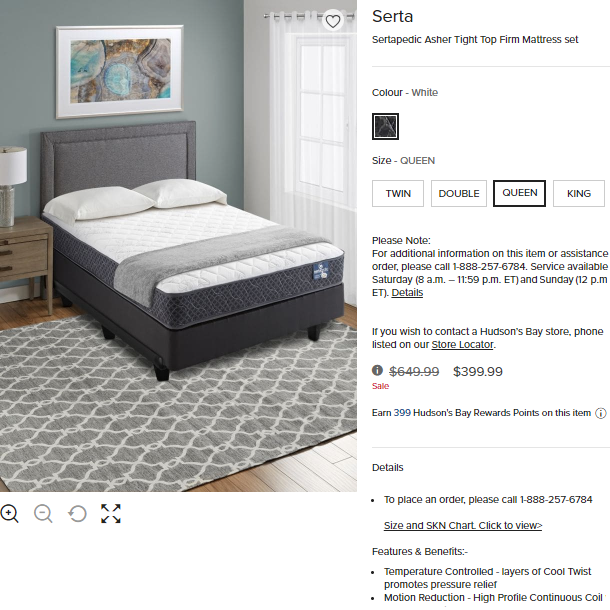 Serta
Sertapedic Asher Tight Top Firm Mattress set
Colour - White
Size - QUEEN
TWIN
DOUBLE
QUEEN
KING
Please Note:
For additional information on this item or assistance
order, please call 1-888-257-6784. Service available
Saturday (8 a.m. – 11:59 p.m. ET) and Sunday (12 p.m
ET). Details
If you wish to contact a Hudson's Bay store, phone
listed on our Store Locator.
$649.99 $399.99
Sale
Earn 399 Hudson's Bay Rewards Points on this item
Details
• To place an order, please call 1-888-257-6784
Size and SKN Chart. Click to view>
Features & Benefits:-
• Temperature Controlled - layers of Cool Twist
promotes pressure relief
• Motion Reduction - High Profile Continuous Coil